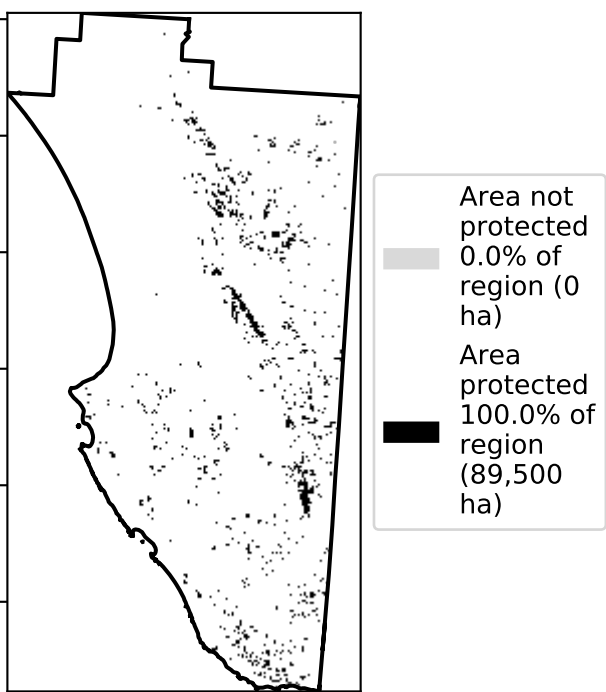 Area not
protected
0.0% of
region (0
ha)
Area
protected
100.0% of
region
(89,500
ha)